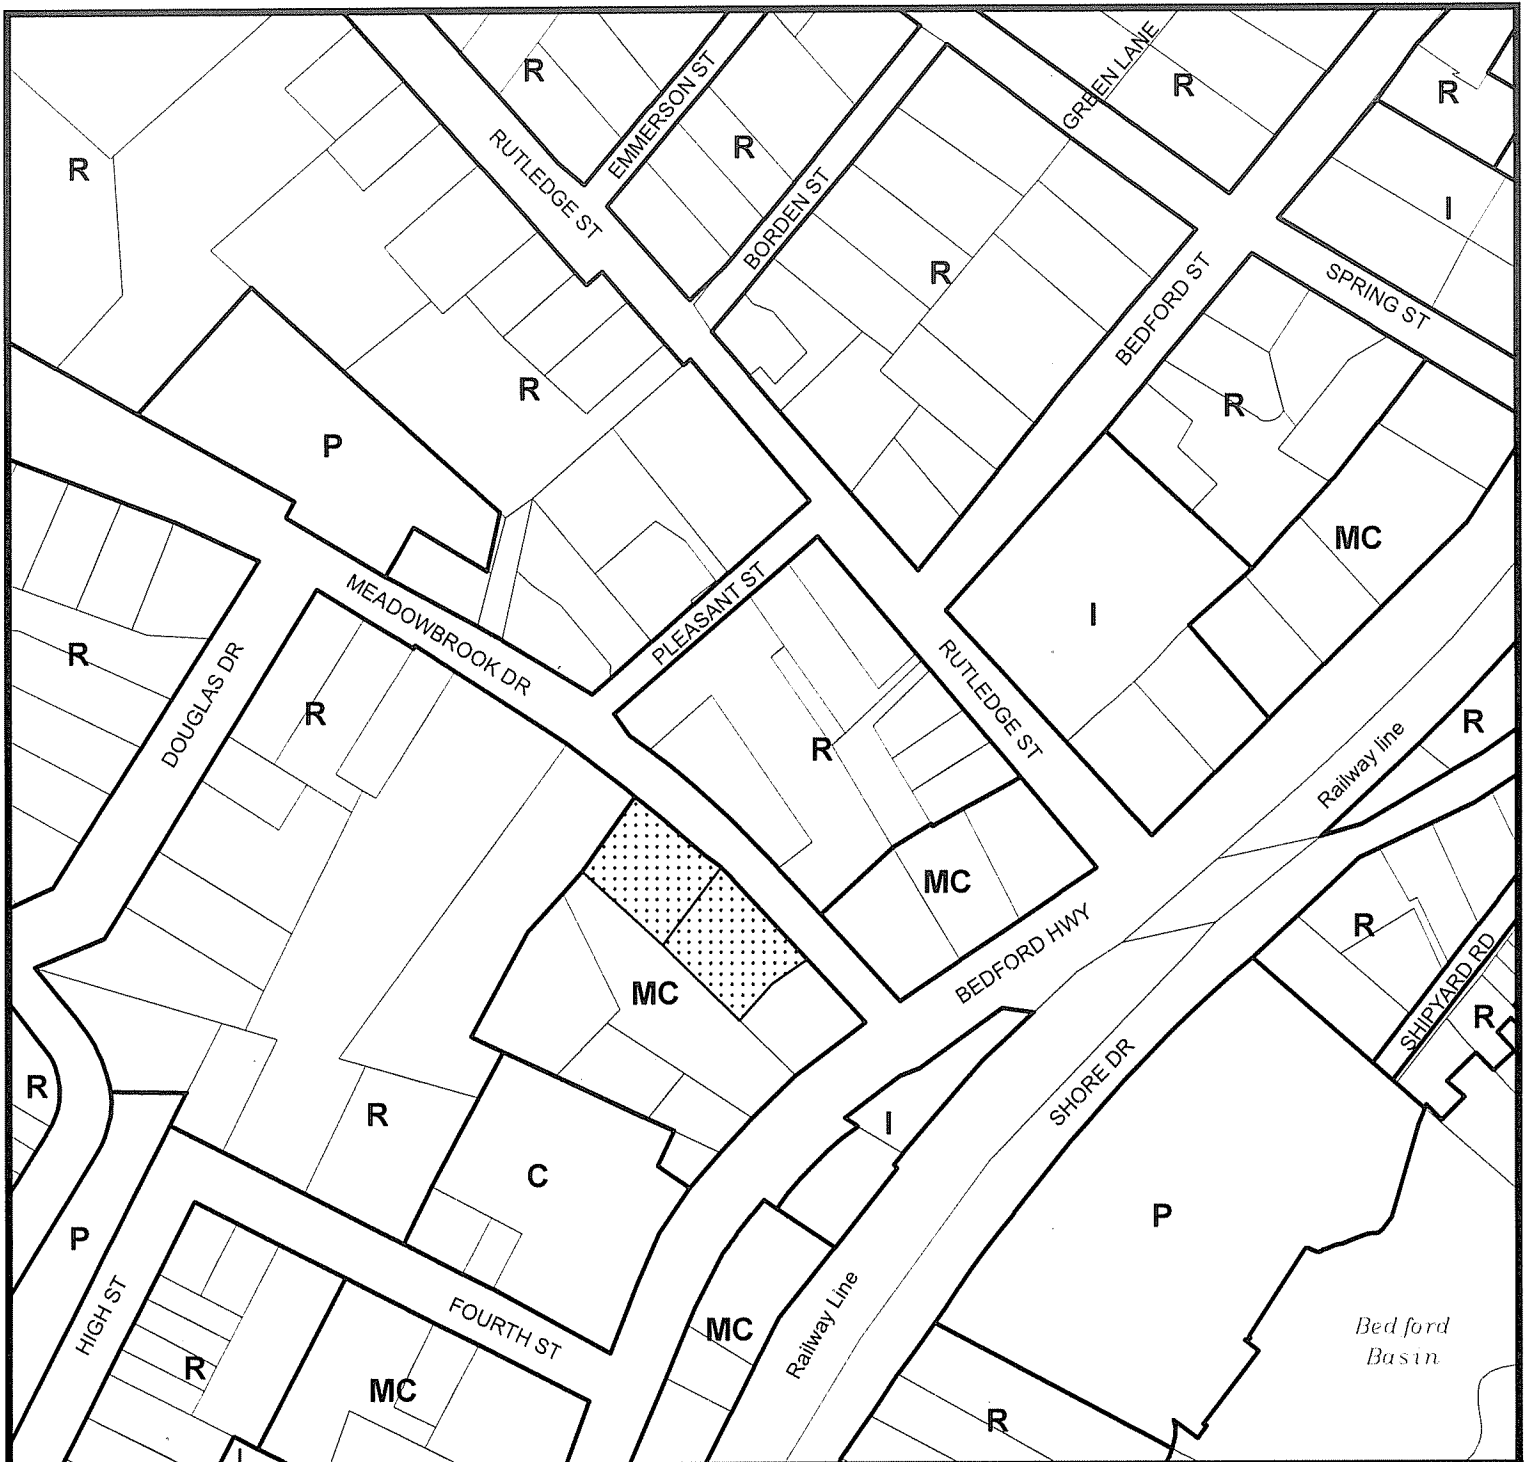 R
EMMERSON ST
GREEN LANE
R
R
RUTLEDGE ST
R
R
BORDEN ST
I
R
BEDFORD ST
SPRING ST
R
R
P
MC
MEADOWBROOK DR
PLEASANT ST
I
R
DOUGLAS DR
R
RUTLEDGE ST
R
R
Railway line
MC
R
BEDFORD HWY
MC
SHIPYARD RD
R
R
SHORE DR
R
I
C
P
P
HIGH ST
FOURTH ST
MC
Railway Line
Bedford
Basin
R
MC
R
I